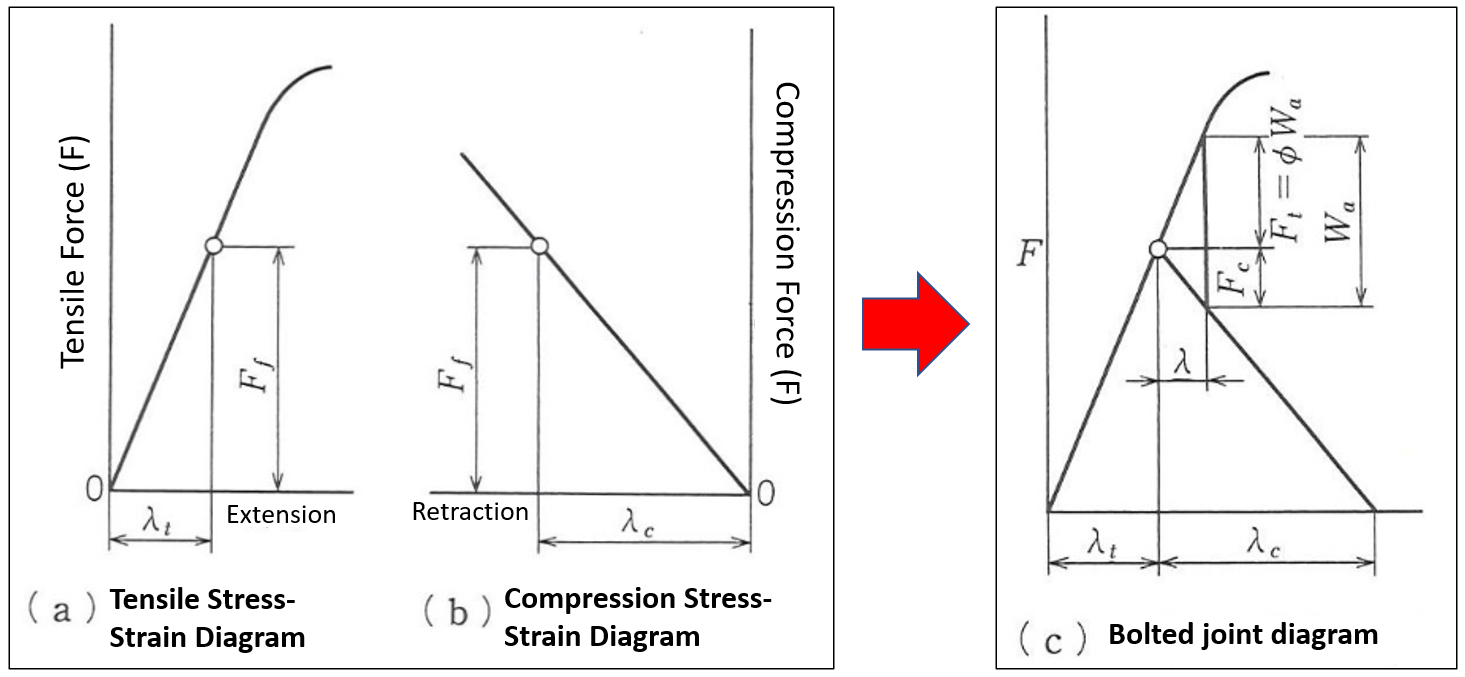 Tensile Force (F)
F_f
0
λ_t
Extension
(a) Tensile Stress-
Strain Diagram
Compression Force (F)
F_f
0
Retraction
λ_c
(b) Compression Stress-
Strain Diagram
F
F_t = ϕ W_a
W_a
F_c
λ
λ_t
λ_c
(c) Bolted joint diagram